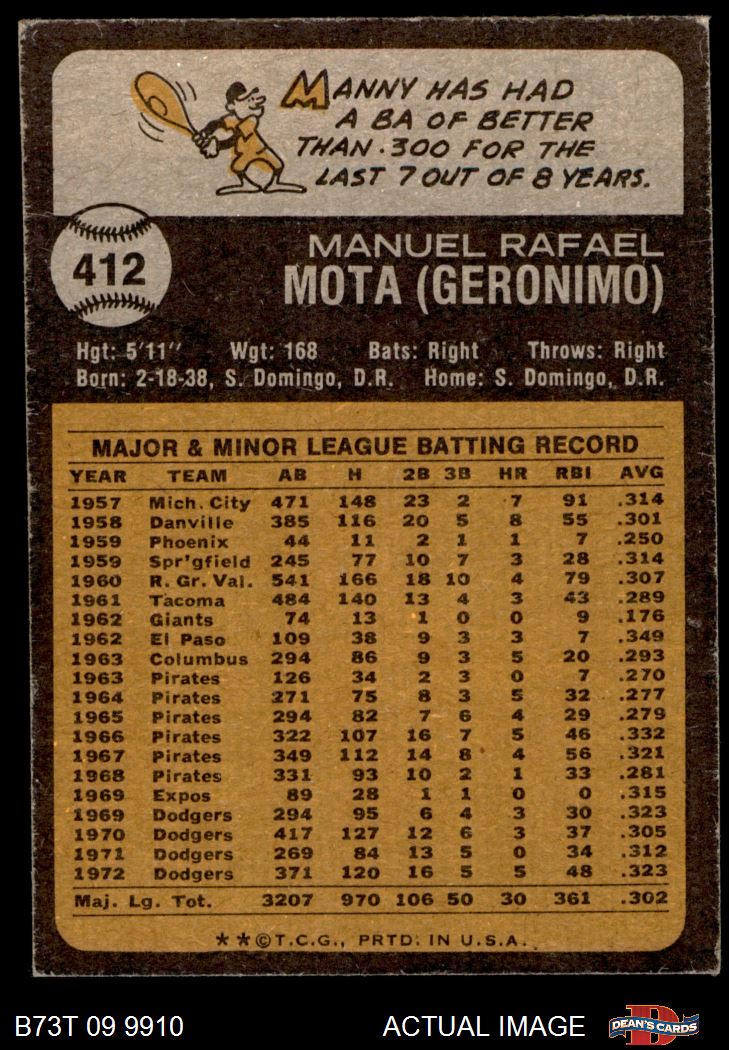 MANNY HAS HAD
A BA OF BETTER
THAN .300 FOR THE
LAST 7 OUT OF 8 YEARS.
412
MANUEL RAFAEL
MOTA (GERONIMO)
Hgt: 5'11" Wgt: 168 Bats: Right Throws: Right
Born: 2-18-38, S. Domingo, D.R. Home: S. Domingo, D.R.
MAJOR & MINOR LEAGUE BATTING RECORD
YEAR TEAM AB H 2B 3B HR RBI AVG
1957 Mich. City 471 148 23 2 7 91 .314
1958 Danville 385 116 20 5 8 55 .301
1959 Phoenix 44 11 2 1 1 7 .250
1959 Spr'gfield 245 77 10 7 3 28 .314
1960 R. Gr. Val. 541 166 18 10 4 79 .307
1961 Tacoma 484 140 13 4 3 43 .289
1962 Giants 74 13 1 0 0 9 .176
1962 El Paso 109 38 9 3 3 7 .349
1963 Columbus 294 86 9 3 5 20 .293
1963 Pirates 126 34 2 3 0 7 .270
1964 Pirates 271 75 8 3 5 32 .277
1965 Pirates 294 82 7 6 4 29 .279
1966 Pirates 322 107 16 7 5 46 .332
1967 Pirates 349 112 14 8 4 56 .321
1968 Pirates 331 93 10 2 1 33 .281
1969 Expos 89 28 1 1 0 0 .315
1969 Dodgers 294 95 6 4 3 30 .323
1970 Dodgers 417 127 12 6 3 37 .305
1971 Dodgers 269 84 13 5 0 34 .312
1972 Dodgers 371 120 16 5 5 48 .323
Maj. Lg. Tot. 3207 970 106 50 30 361 .302
**©T.C.G., PRTD. IN U.S.A.
B73T 09 9910 ACTUAL IMAGE D DEAN'S CARDS